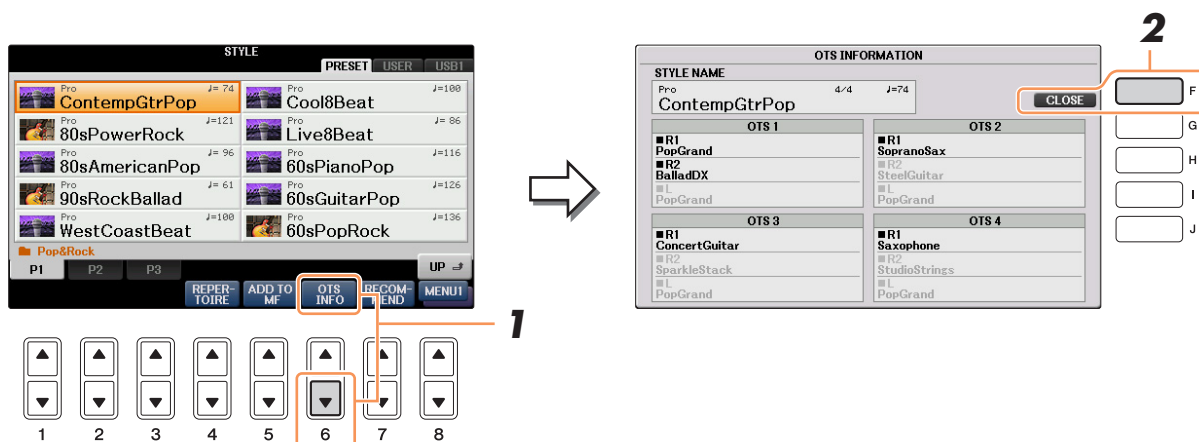 STYLE
PRESET USER USB1
Pro ♩= 74
ContempGtrPop
Pro ♩=100
Cool8Beat
Pro ♩=121
80sPowerRock
Pro ♩= 86
Live8Beat
Pro ♩= 96
80sAmericanPop
Pro ♩=116
60sPianoPop
Pro ♩= 61
90sRockBallad
Pro ♩=126
60sGuitarPop
Pro ♩=100
WestCoastBeat
Pro ♩=136
60sPopRock
Pop&Rock
P1 P2 P3 UP
REPER-
TOIRE
ADD TO
MF
OTS
INFO
RECOM-
MEND
MENU1
1
1 2 3 4 5 6 7 8
OTS INFORMATION
STYLE NAME
Pro 4/4 ♩=74
ContempGtrPop
CLOSE
OTS 1
■R1
PopGrand
■R2
BalladDX
■L
PopGrand
OTS 2
■R1
SopranoSax
■R2
SteelGuitar
■L
PopGrand
OTS 3
■R1
ConcertGuitar
■R2
SparkleStack
■L
PopGrand
OTS 4
■R1
Saxophone
■R2
StudioStrings
■L
PopGrand
2
F
G
H
I
J